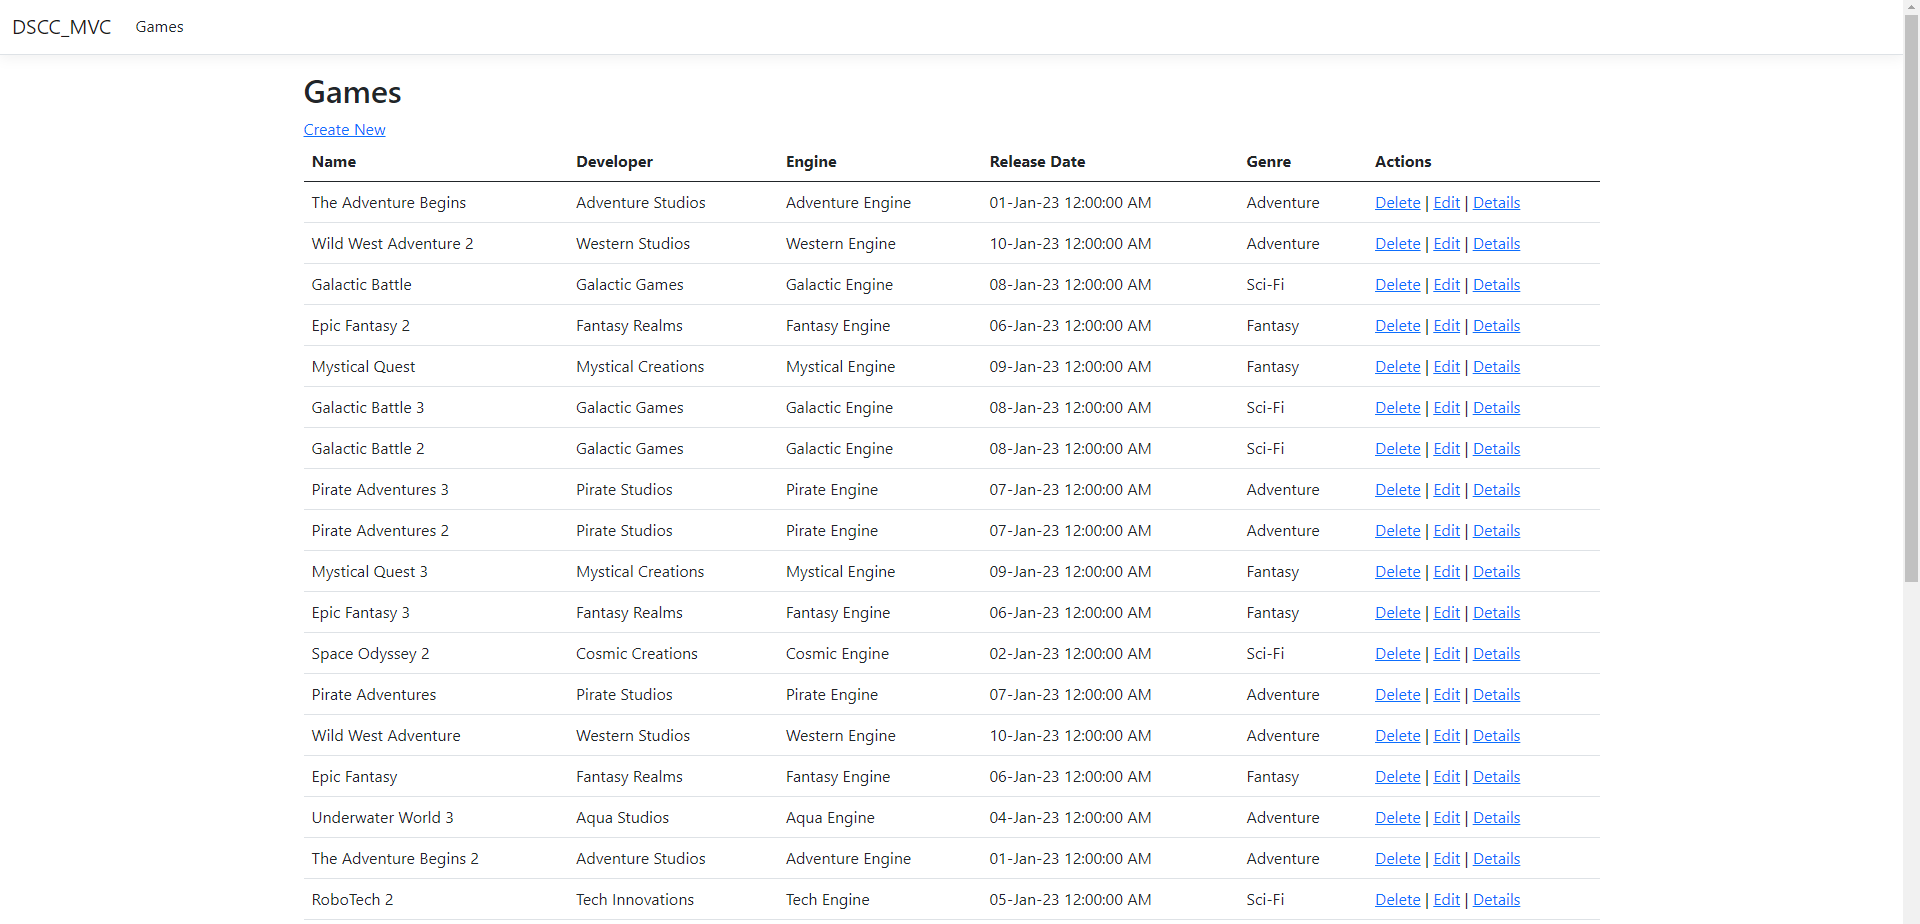 DSCC_MVC Games
Games
Create New
Name Developer Engine Release Date Genre Actions
The Adventure Begins Adventure Studios Adventure Engine 01-Jan-23 12:00:00 AM Adventure Delete | Edit | Details
Wild West Adventure 2 Western Studios Western Engine 10-Jan-23 12:00:00 AM Adventure Delete | Edit | Details
Galactic Battle Galactic Games Galactic Engine 08-Jan-23 12:00:00 AM Sci-Fi Delete | Edit | Details
Epic Fantasy 2 Fantasy Realms Fantasy Engine 06-Jan-23 12:00:00 AM Fantasy Delete | Edit | Details
Mystical Quest Mystical Creations Mystical Engine 09-Jan-23 12:00:00 AM Fantasy Delete | Edit | Details
Galactic Battle 3 Galactic Games Galactic Engine 08-Jan-23 12:00:00 AM Sci-Fi Delete | Edit | Details
Galactic Battle 2 Galactic Games Galactic Engine 08-Jan-23 12:00:00 AM Sci-Fi Delete | Edit | Details
Pirate Adventures 3 Pirate Studios Pirate Engine 07-Jan-23 12:00:00 AM Adventure Delete | Edit | Details
Pirate Adventures 2 Pirate Studios Pirate Engine 07-Jan-23 12:00:00 AM Adventure Delete | Edit | Details
Mystical Quest 3 Mystical Creations Mystical Engine 09-Jan-23 12:00:00 AM Fantasy Delete | Edit | Details
Epic Fantasy 3 Fantasy Realms Fantasy Engine 06-Jan-23 12:00:00 AM Fantasy Delete | Edit | Details
Space Odyssey 2 Cosmic Creations Cosmic Engine 02-Jan-23 12:00:00 AM Sci-Fi Delete | Edit | Details
Pirate Adventures Pirate Studios Pirate Engine 07-Jan-23 12:00:00 AM Adventure Delete | Edit | Details
Wild West Adventure Western Studios Western Engine 10-Jan-23 12:00:00 AM Adventure Delete | Edit | Details
Epic Fantasy Fantasy Realms Fantasy Engine 06-Jan-23 12:00:00 AM Fantasy Delete | Edit | Details
Underwater World 3 Aqua Studios Aqua Engine 04-Jan-23 12:00:00 AM Adventure Delete | Edit | Details
The Adventure Begins 2 Adventure Studios Adventure Engine 01-Jan-23 12:00:00 AM Adventure Delete | Edit | Details
RoboTech 2 Tech Innovations Tech Engine 05-Jan-23 12:00:00 AM Sci-Fi Delete | Edit | Details